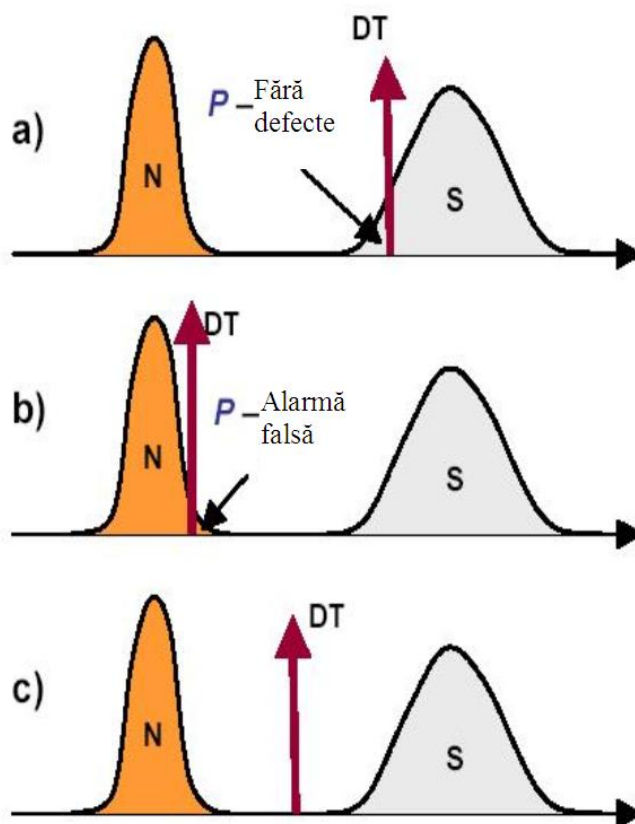 DT
P – Fără
defecte
a)
N
S
DT
P – Alarmă
falsă
b)
N
S
DT
c)
N
S